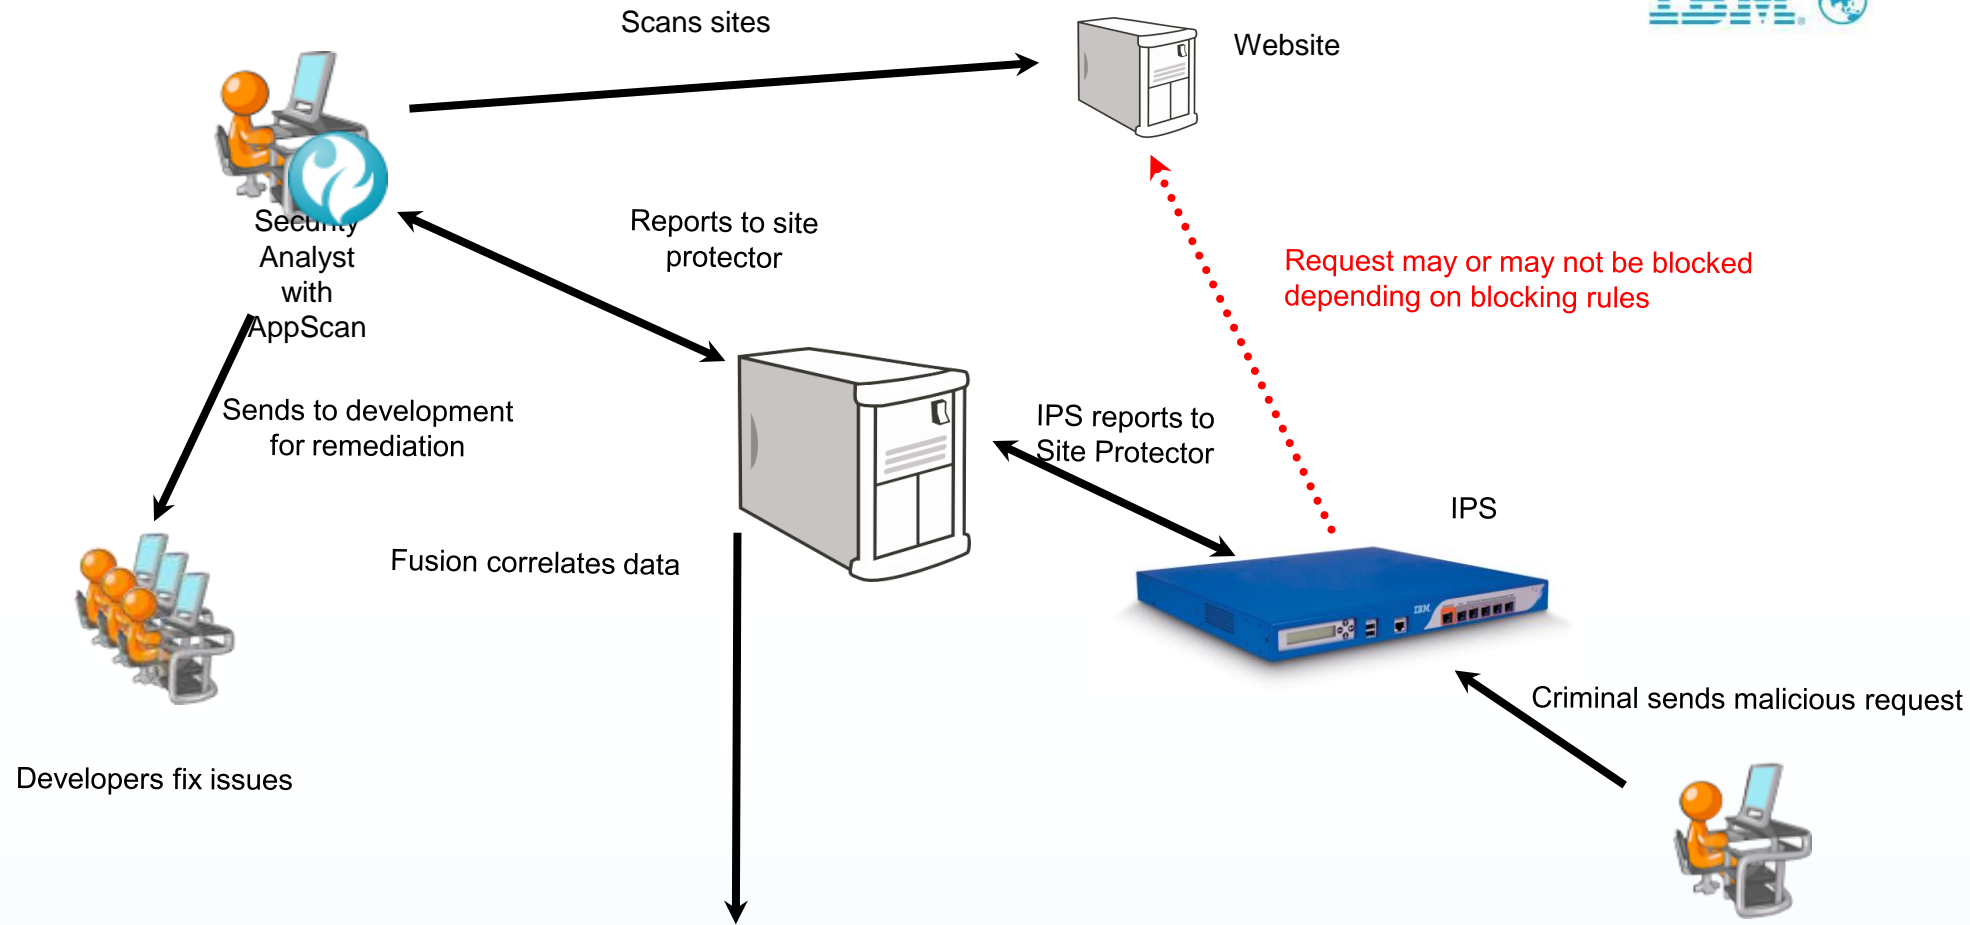 Scans sites
IBM
Website
Security
Analyst
with
AppScan
Reports to site
protector
Request may or may not be blocked
depending on blocking rules
Sends to development
for remediation
IPS reports to
Site Protector
IPS
Fusion correlates data
IBM
Criminal sends malicious request
Developers fix issues